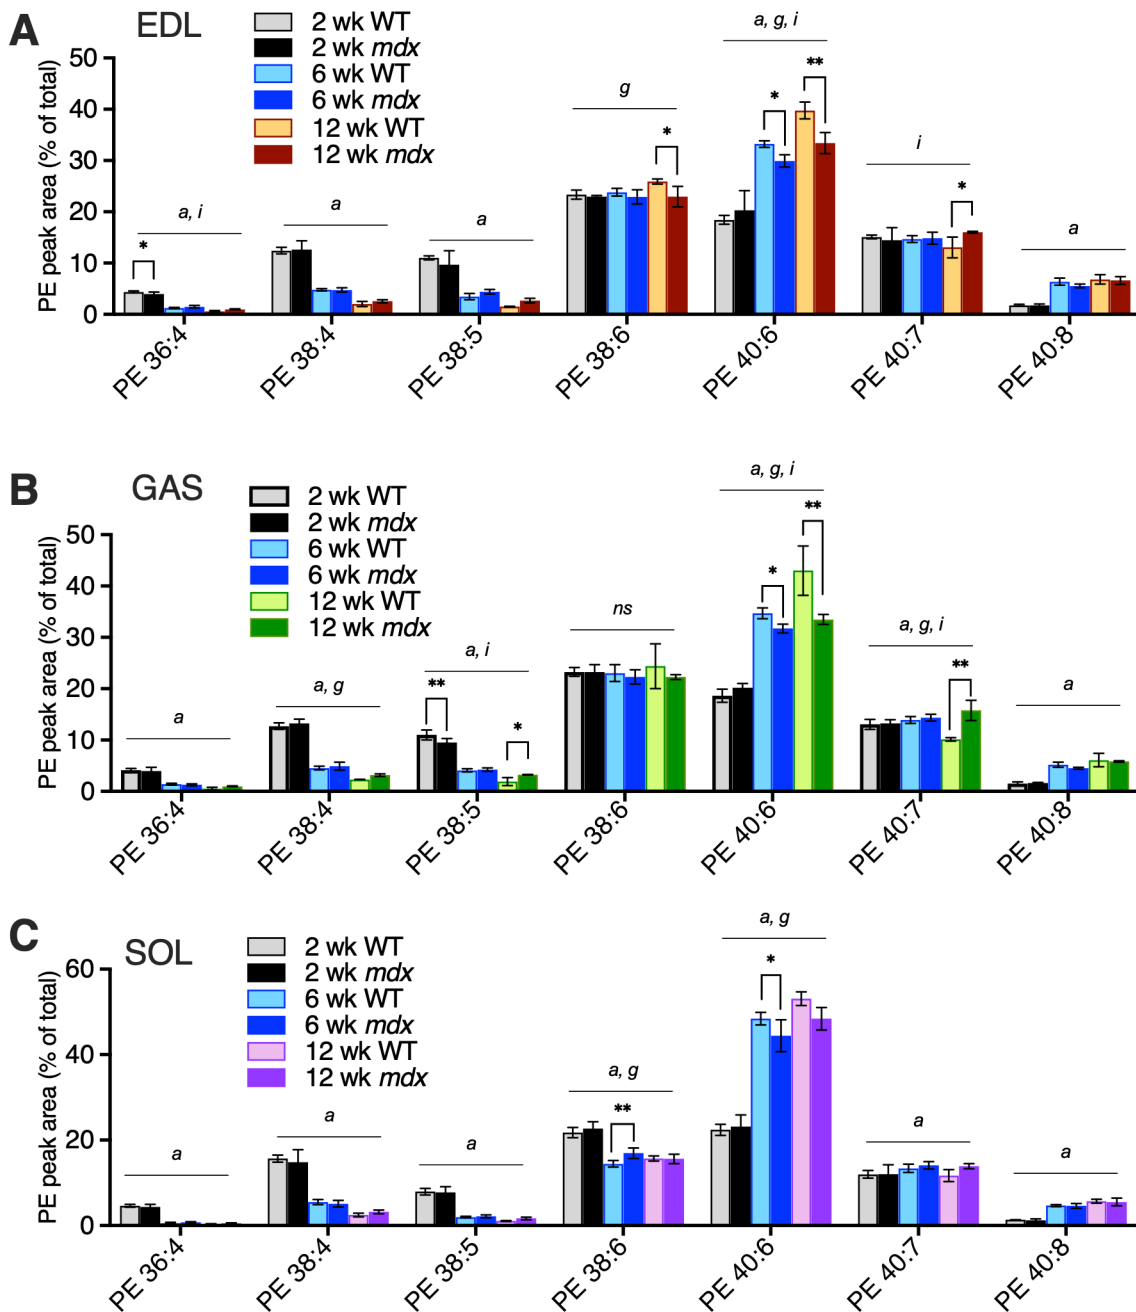 A
EDL
2 wk WT
2 wk mdx
6 wk WT
6 wk mdx
12 wk WT
12 wk mdx
PE peak area (% of total)
50
40
30
20
10
0
a, i
*
a
a
g
*
a, g, i
*
**
i
*
a
PE 36:4
PE 38:4
PE 38:5
PE 38:6
PE 40:6
PE 40:7
PE 40:8
B
GAS
2 wk WT
2 wk mdx
6 wk WT
6 wk mdx
12 wk WT
12 wk mdx
PE peak area (% of total)
50
40
30
20
10
0
a
a, g
a, i
**
*
ns
a, g, i
*
**
a, g, i
**
a
PE 36:4
PE 38:4
PE 38:5
PE 38:6
PE 40:6
PE 40:7
PE 40:8
C
SOL
2 wk WT
2 wk mdx
6 wk WT
6 wk mdx
12 wk WT
12 wk mdx
PE peak area (% of total)
60
40
20
0
a
a
a
a, g
**
a, g
*
a
a
PE 36:4
PE 38:4
PE 38:5
PE 38:6
PE 40:6
PE 40:7
PE 40:8